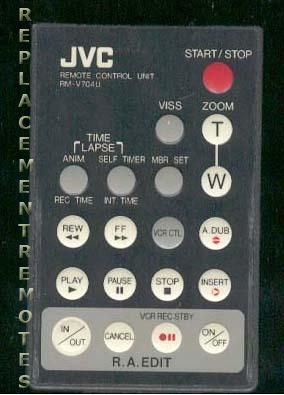 REPLACEMENTREMOTES
JVC
START/STOP
REMOTE CONTROL UNIT
RM-V704U
VISS
ZOOM
T
TIME
LAPSE
ANIM
SELF TIMER
MBR SET
W
REC TIME
INT. TIME
REW
FF
VCR CTL
A.DUB
PLAY
PAUSE
STOP
INSERT
VCR REC-STBY
IN
/OUT
CANCEL
ON
/OFF
R.A.EDIT